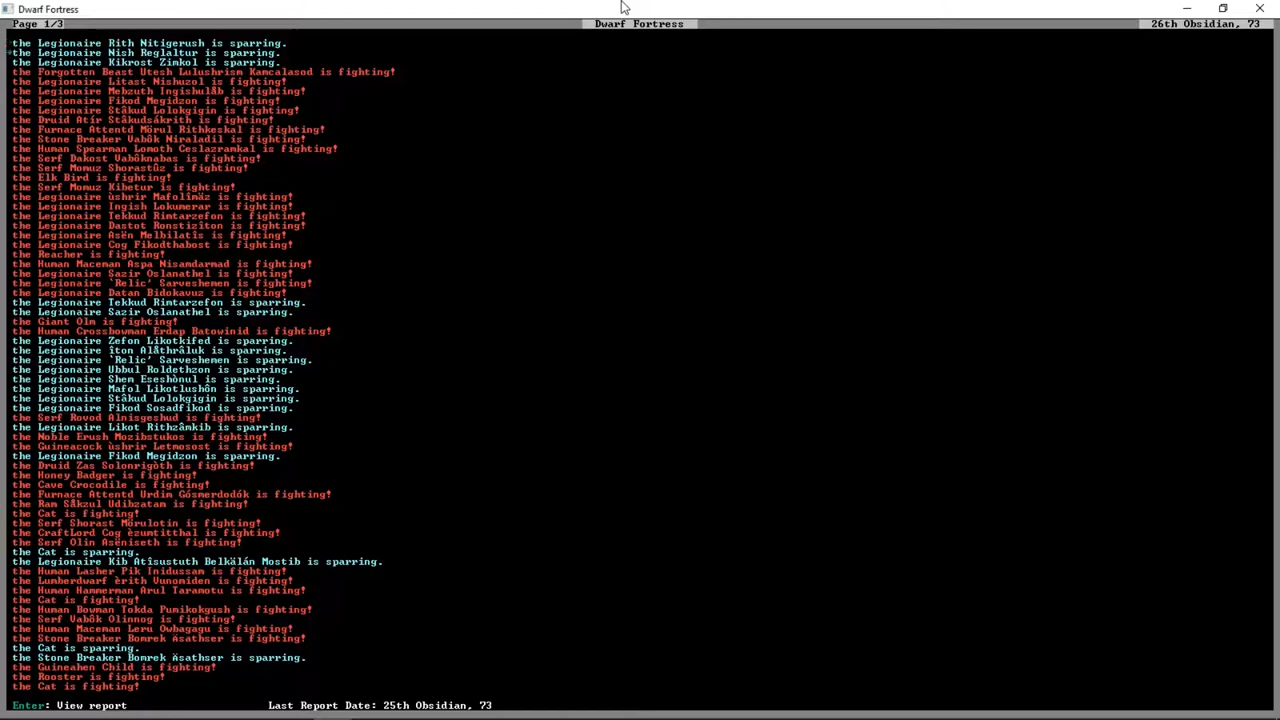 Dwarf Fortress
Page 1/3 Dwarf Fortress 26th Obsidian, 73
the Legionaire Rith Nitigerush is sparring.
the Legionaire Nish Reglaltur is sparring.
the Legionaire Kikrost Zimkol is sparring.
the Forgotten Beast Utesh Lulushrism Kamcalasod is fighting!
the Legionaire Litast Nishuzol is fighting!
the Legionaire Mebzuth Ingishulåb is fighting!
the Legionaire Fikod Megidzon is fighting!
the Legionaire Stâkud Lolokgigin is fighting!
the Druid Atír Stâkudsákrith is fighting!
the Furnace Attentd Mörul Rithkeskal is fighting!
the Stone Breaker Vabôk Niraladil is fighting!
the Human Spearman Lomoth Ceslazramkal is fighting!
the Serf Dakost Vabôknabas is fighting!
the Serf Momuz Shorastûz is fighting!
the Elk Bird is fighting!
the Serf Momuz Kibetur is fighting!
the Legionaire ùshrir Mafolîmäz is fighting!
the Legionaire Ingish Lokumerar is fighting!
the Legionaire Tekkud Rimtarzefon is fighting!
the Legionaire Dastot Ronstizîton is fighting!
the Legionaire Asën Melbilatîs is fighting!
the Legionaire Cog Fikodthabost is fighting!
the Reacher is fighting!
the Human Maceman Aspa Nisamdarmad is fighting!
the Legionaire Sazir Oslanathel is fighting!
the Legionaire `Relic' Sarveshemen is fighting!
the Legionaire Datan Bidokavuz is fighting!
the Legionaire Tekkud Rimtarzefon is sparring.
the Legionaire Sazir Oslanathel is sparring.
the Giant Olm is fighting!
the Human Crossbowman Erdap Batowinid is fighting!
the Legionaire Zefon Likotkifed is sparring.
the Legionaire îton Alåthrâluk is sparring.
the Legionaire `Relic' Sarveshemen is sparring.
the Legionaire Ubbul Roldethzon is sparring.
the Legionaire Shem Eseshònul is sparring.
the Legionaire Mafol Likotlushôn is sparring.
the Legionaire Stâkud Lolokgigin is sparring.
the Legionaire Fikod Sosadfikod is sparring.
the Serf Rovod Alnisgeshud is fighting!
the Legionaire Likot Rithzâmkib is sparring.
the Noble Erush Mozibstukos is fighting!
the Guineacock ùshrir Letmosost is fighting!
the Legionaire Fikod Megidzon is sparring.
the Druid Zas Solonrigòth is fighting!
the Honey Badger is fighting!
the Cave Crocodile is fighting!
the Furnace Attentd Urdim Gósmerdodók is fighting!
the Ram Såkzul Udibzatam is fighting!
the Cat is fighting!
the Serf Shorast Mörulotin is fighting!
the CraftLord Cog èzumtitthal is fighting!
the Serf Olin Asëniseth is fighting!
the Cat is sparring.
the Legionaire Kib Atîsustuth Belkälán Mostib is sparring.
the Human Lasher Pik Inidussam is fighting!
the Lumberdwarf èrith Vunomiden is fighting!
the Human Hammerman Arul Taramotu is fighting!
the Cat is fighting!
the Human Bowman Tokda Pumikokgush is fighting!
the Serf Vabôk Olinnog is fighting!
the Human Maceman Leru Owbagagu is fighting!
the Stone Breaker Bomrek Äsathser is fighting!
the Cat is sparring.
the Stone Breaker Bomrek Äsathser is sparring.
the Guineahen Child is fighting!
the Rooster is fighting!
the Cat is fighting!
Enter: View report Last Report Date: 25th Obsidian, 73